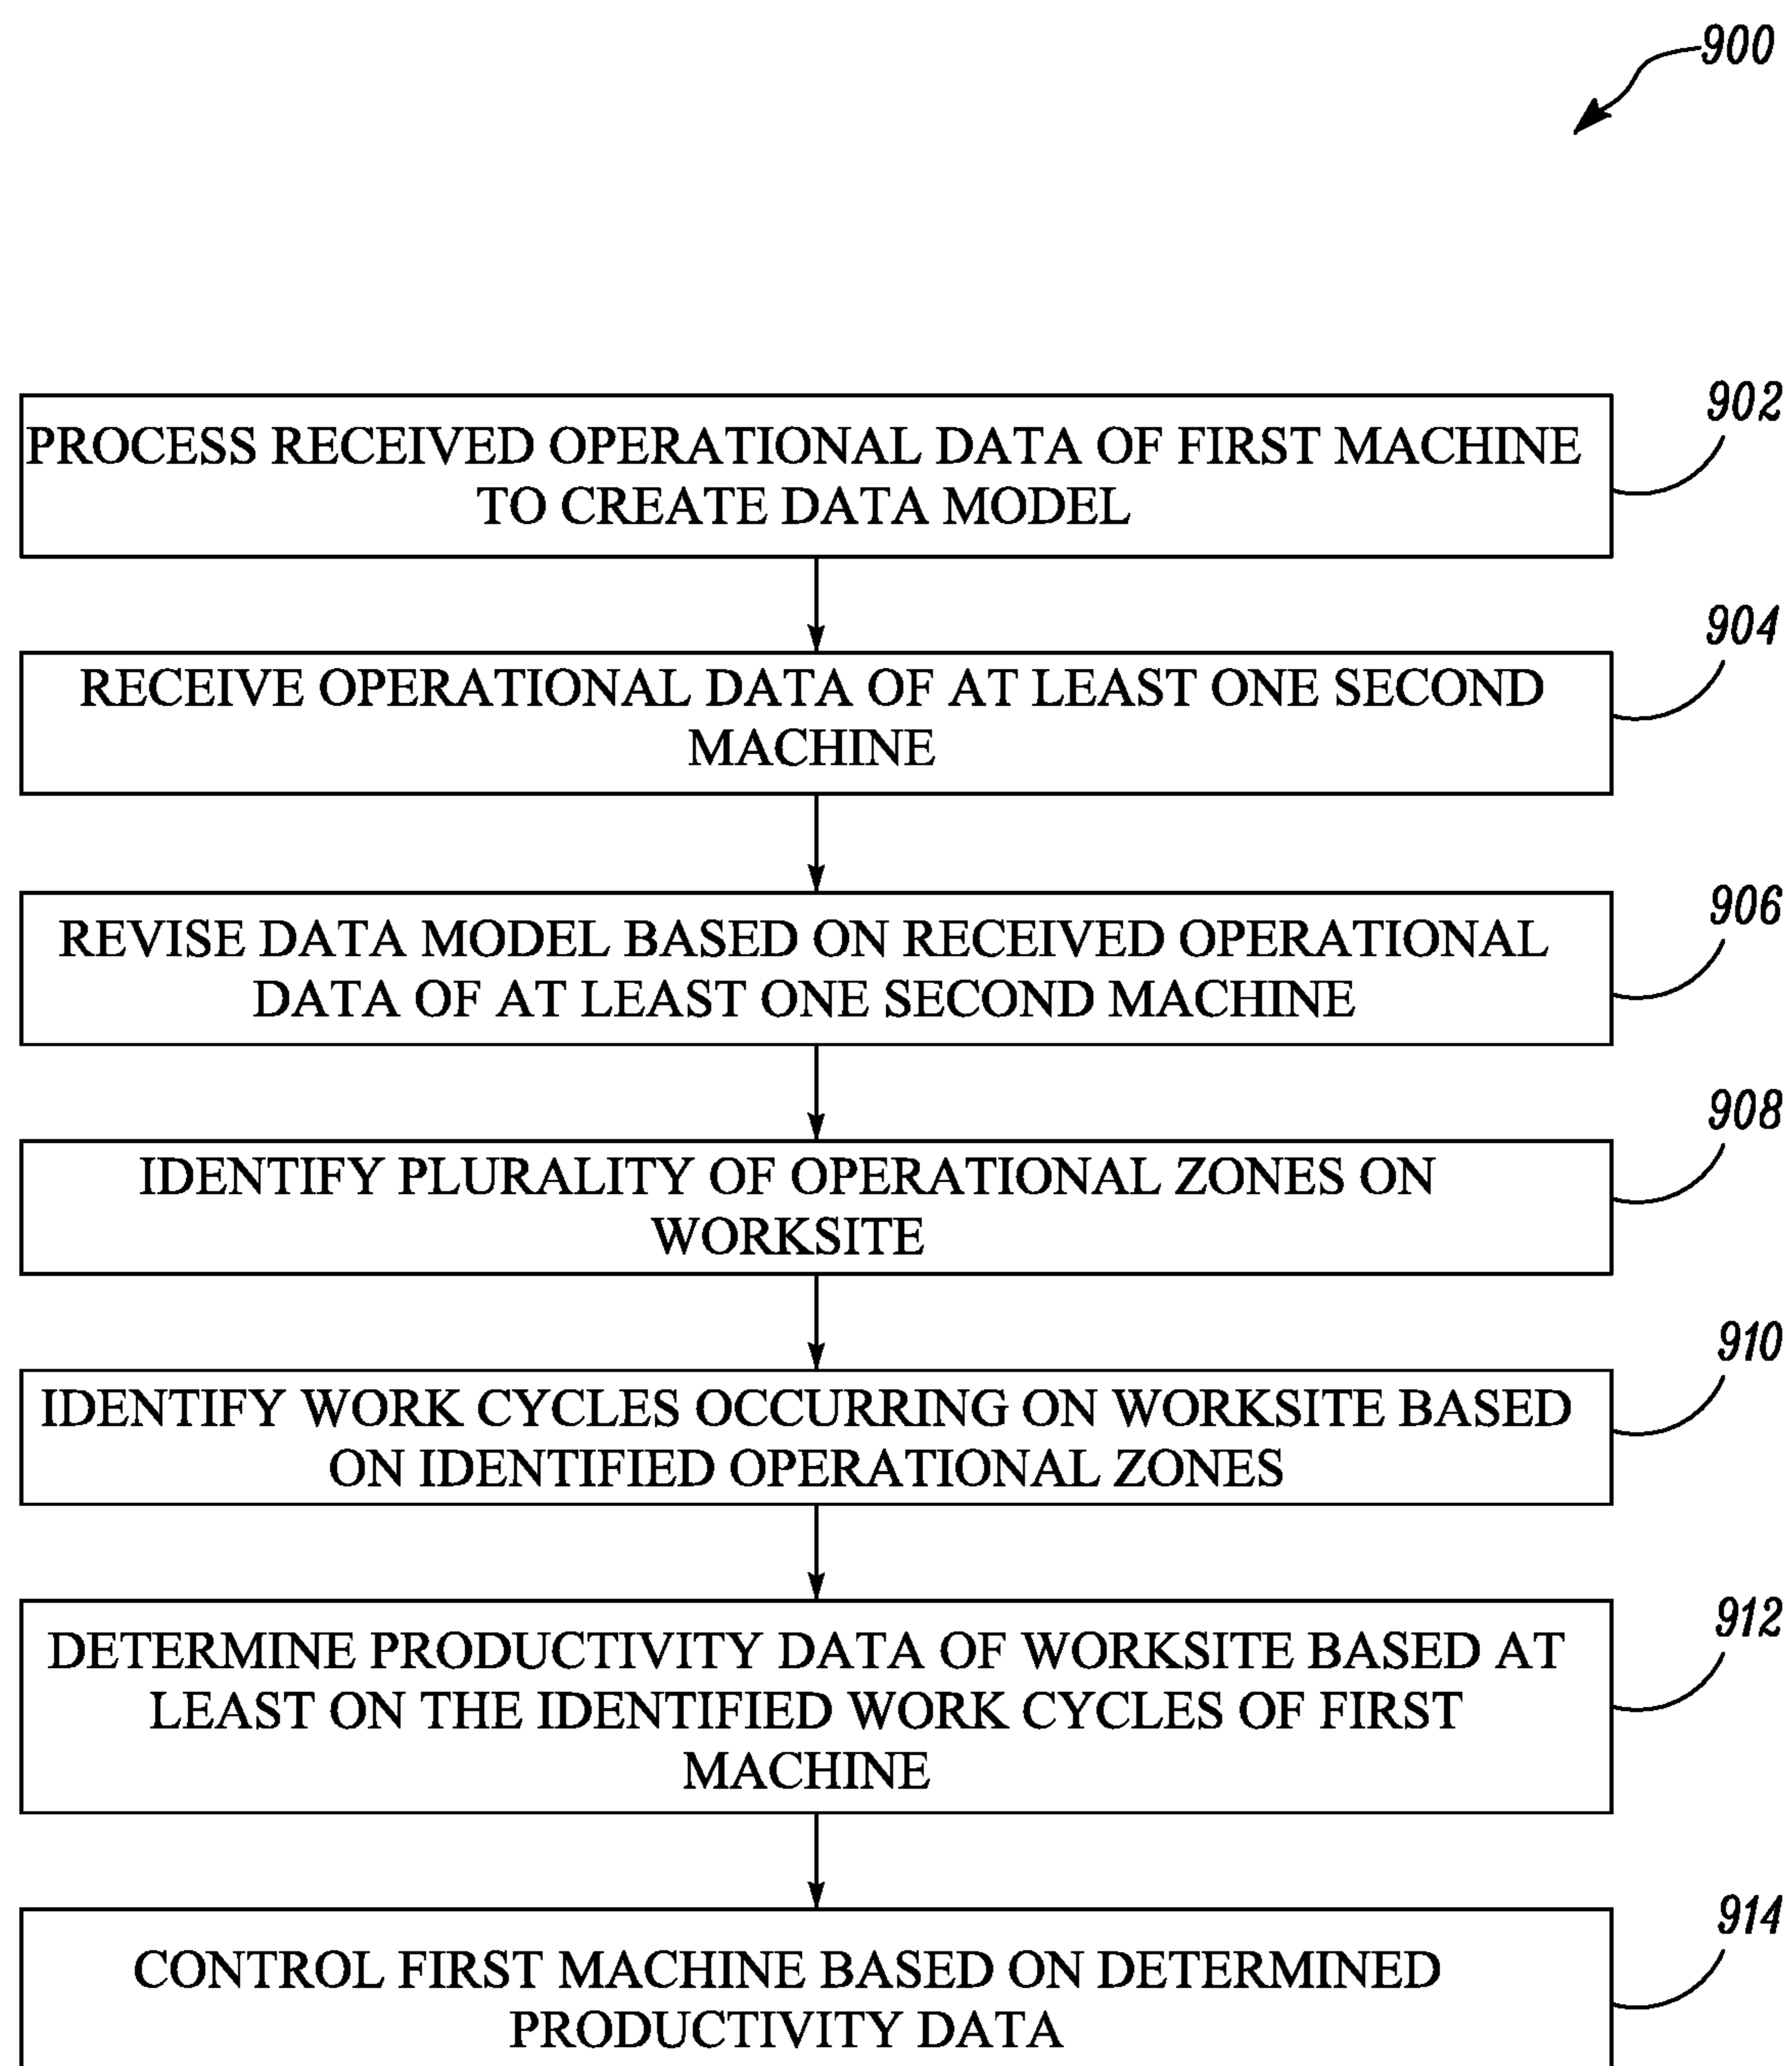 900
902
PROCESS RECEIVED OPERATIONAL DATA OF FIRST MACHINE
TO CREATE DATA MODEL
904
RECEIVE OPERATIONAL DATA OF AT LEAST ONE SECOND
MACHINE
906
REVISE DATA MODEL BASED ON RECEIVED OPERATIONAL
DATA OF AT LEAST ONE SECOND MACHINE
908
IDENTIFY PLURALITY OF OPERATIONAL ZONES ON
WORKSITE
910
IDENTIFY WORK CYCLES OCCURRING ON WORKSITE BASED
ON IDENTIFIED OPERATIONAL ZONES
912
DETERMINE PRODUCTIVITY DATA OF WORKSITE BASED AT
LEAST ON THE IDENTIFIED WORK CYCLES OF FIRST
MACHINE
914
CONTROL FIRST MACHINE BASED ON DETERMINED
PRODUCTIVITY DATA